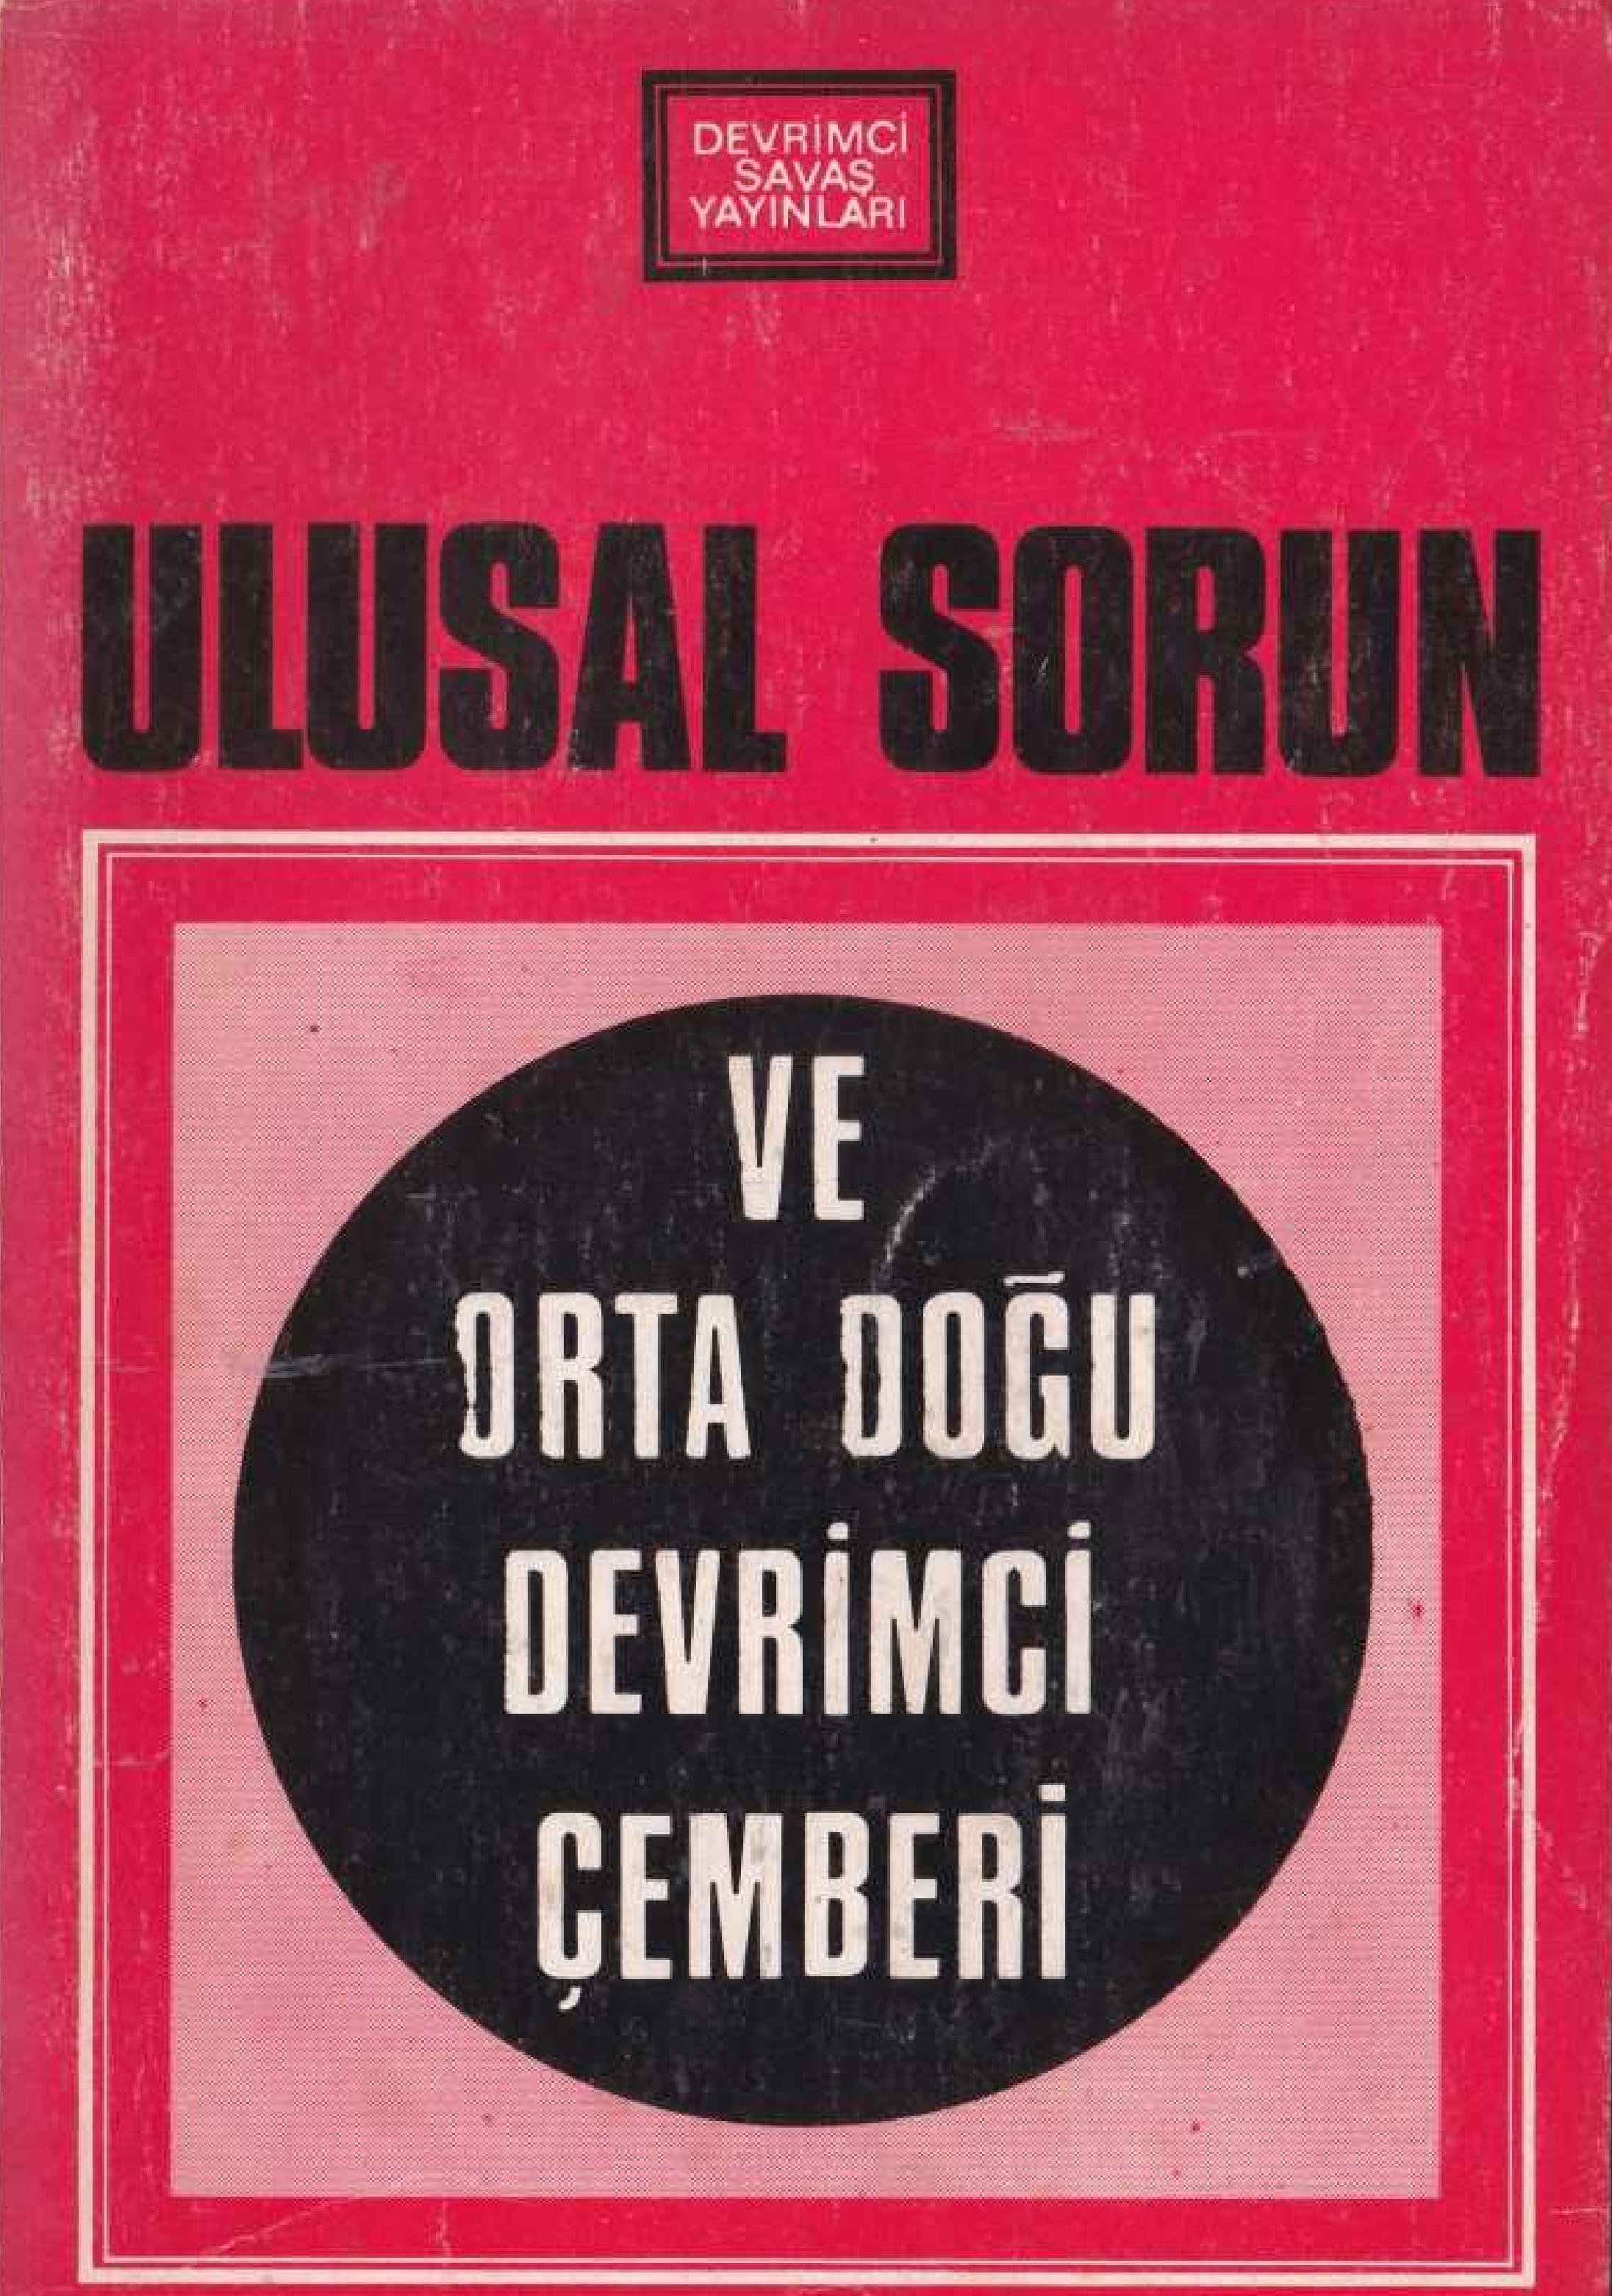 DEVRİMCİ
SAVAŞ
YAYINLARI
ULUSAL SORUN
VE
ORTA DOĞU
DEVRİMCİ
ÇEMBERİ